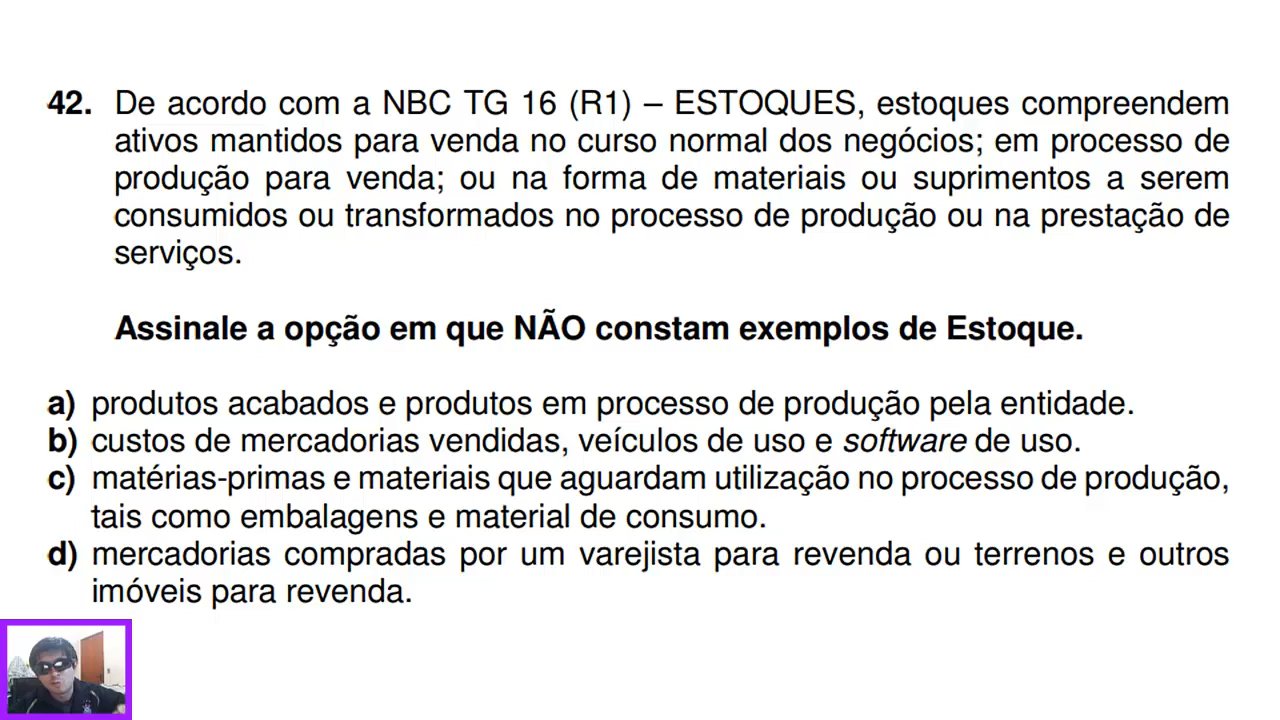 42. De acordo com a NBC TG 16 (R1) – ESTOQUES, estoques compreendem
ativos mantidos para venda no curso normal dos negócios; em processo de
produção para venda; ou na forma de materiais ou suprimentos a serem
consumidos ou transformados no processo de produção ou na prestação de
serviços.
Assinale a opção em que NÃO constam exemplos de Estoque.
a) produtos acabados e produtos em processo de produção pela entidade.
b) custos de mercadorias vendidas, veículos de uso e software de uso.
c) matérias-primas e materiais que aguardam utilização no processo de produção,
tais como embalagens e material de consumo.
d) mercadorias compradas por um varejista para revenda ou terrenos e outros
imóveis para revenda.